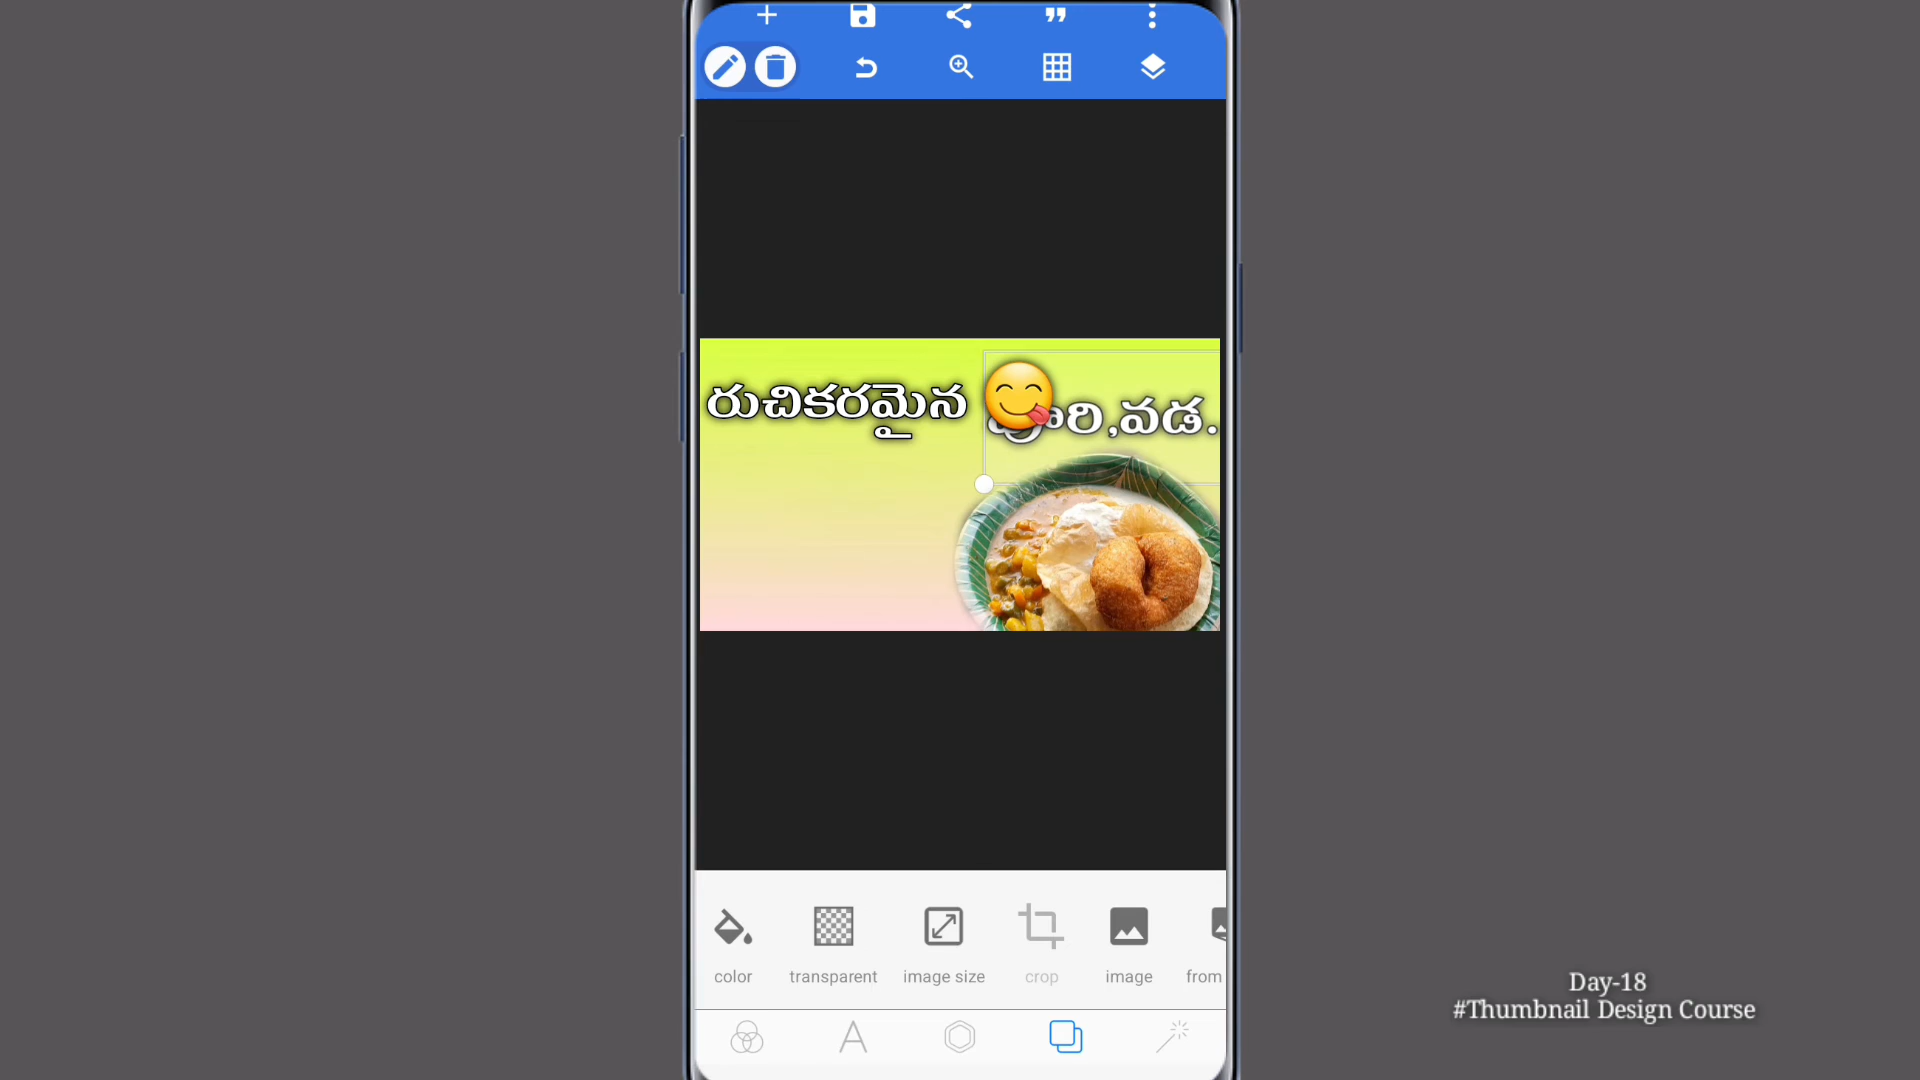 రుచికరమైన
పూరి,వడ.
color transparent image size crop image from
Day-18
#Thumbnail Design Course